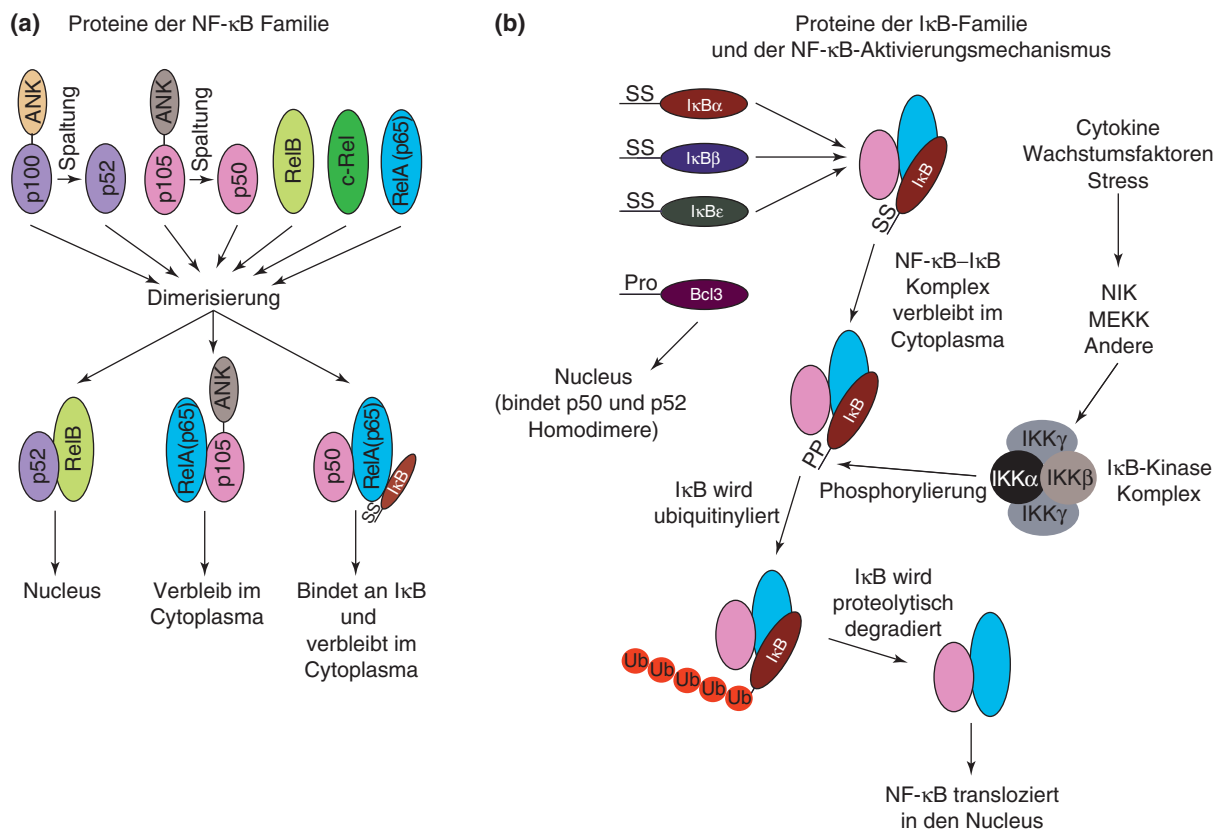 (a) Proteine der NF-κB Familie
ANK
p100
Spaltung
p52
ANK
p105
Spaltung
p50
RelB
c-Rel
RelA (p65)
Dimerisierung
p52
RelB
RelA(p65)
ANK
p105
p50
RelA(p65)
SS
IκB
Nucleus
Verbleib im
Cytoplasma
Bindet an IκB
und
verbleibt im
Cytoplasma
(b) Proteine der IκB-Familie
und der NF-κB-Aktivierungsmechanismus
SS IκBα
SS IκBβ
SS IκBε
Pro Bcl3
Nucleus
(bindet p50 und p52
Homodimere)
IκB
SS
NF-κB–IκB
Komplex
verbleibt im
Cytoplasma
Cytokine
Wachstumsfaktoren
Stress
NIK
MEKK
Andere
IKKγ
IKKα
IKKβ
IKKγ
IκB-Kinase
Komplex
Phosphorylierung
IκB
PP
IκB wird
ubiquitinyliert
IκB
Ub
Ub
Ub
Ub
Ub
IκB wird
proteolytisch
degradiert
NF-κB transloziert
in den Nucleus